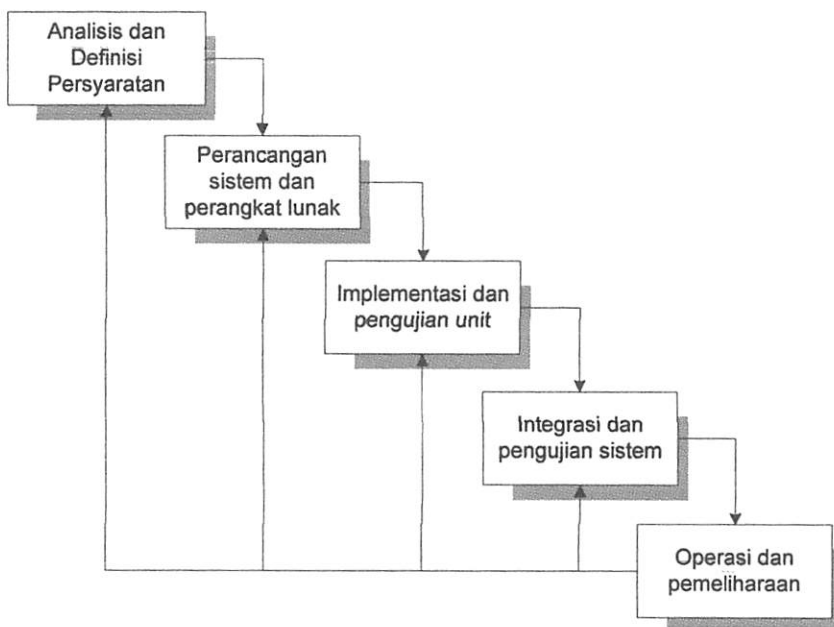 Analisis dan
Definisi
Persyaratan
Perancangan
sistem dan
perangkat lunak
Implementasi dan
pengujian unit
Integrasi dan
pengujian sistem
Operasi dan
pemeliharaan